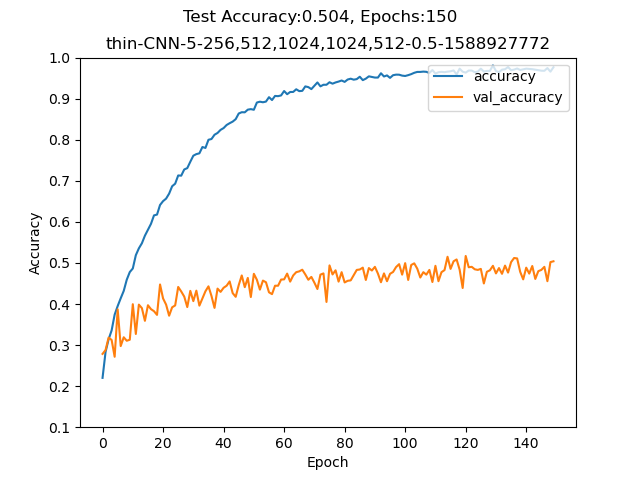 Test Accuracy:0.504, Epochs:150
thin-CNN-5-256,512,1024,1024,512-0.5-1588927772
accuracy
val_accuracy
1.0
0.9
0.8
0.7
0.6
0.5
0.4
0.3
0.2
0.1
Accuracy
0 20 40 60 80 100 120 140
Epoch